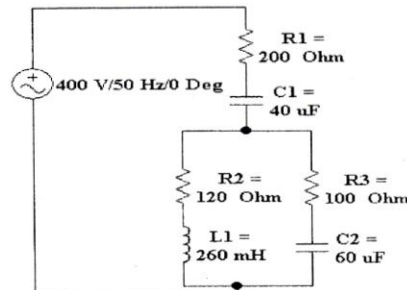 R1 =
200 Ohm
400 V/50 Hz/0 Deg
C1 =
40 uF
R2 =
120 Ohm
R3 =
100 Ohm
L1 =
260 mH
C2 =
60 uF